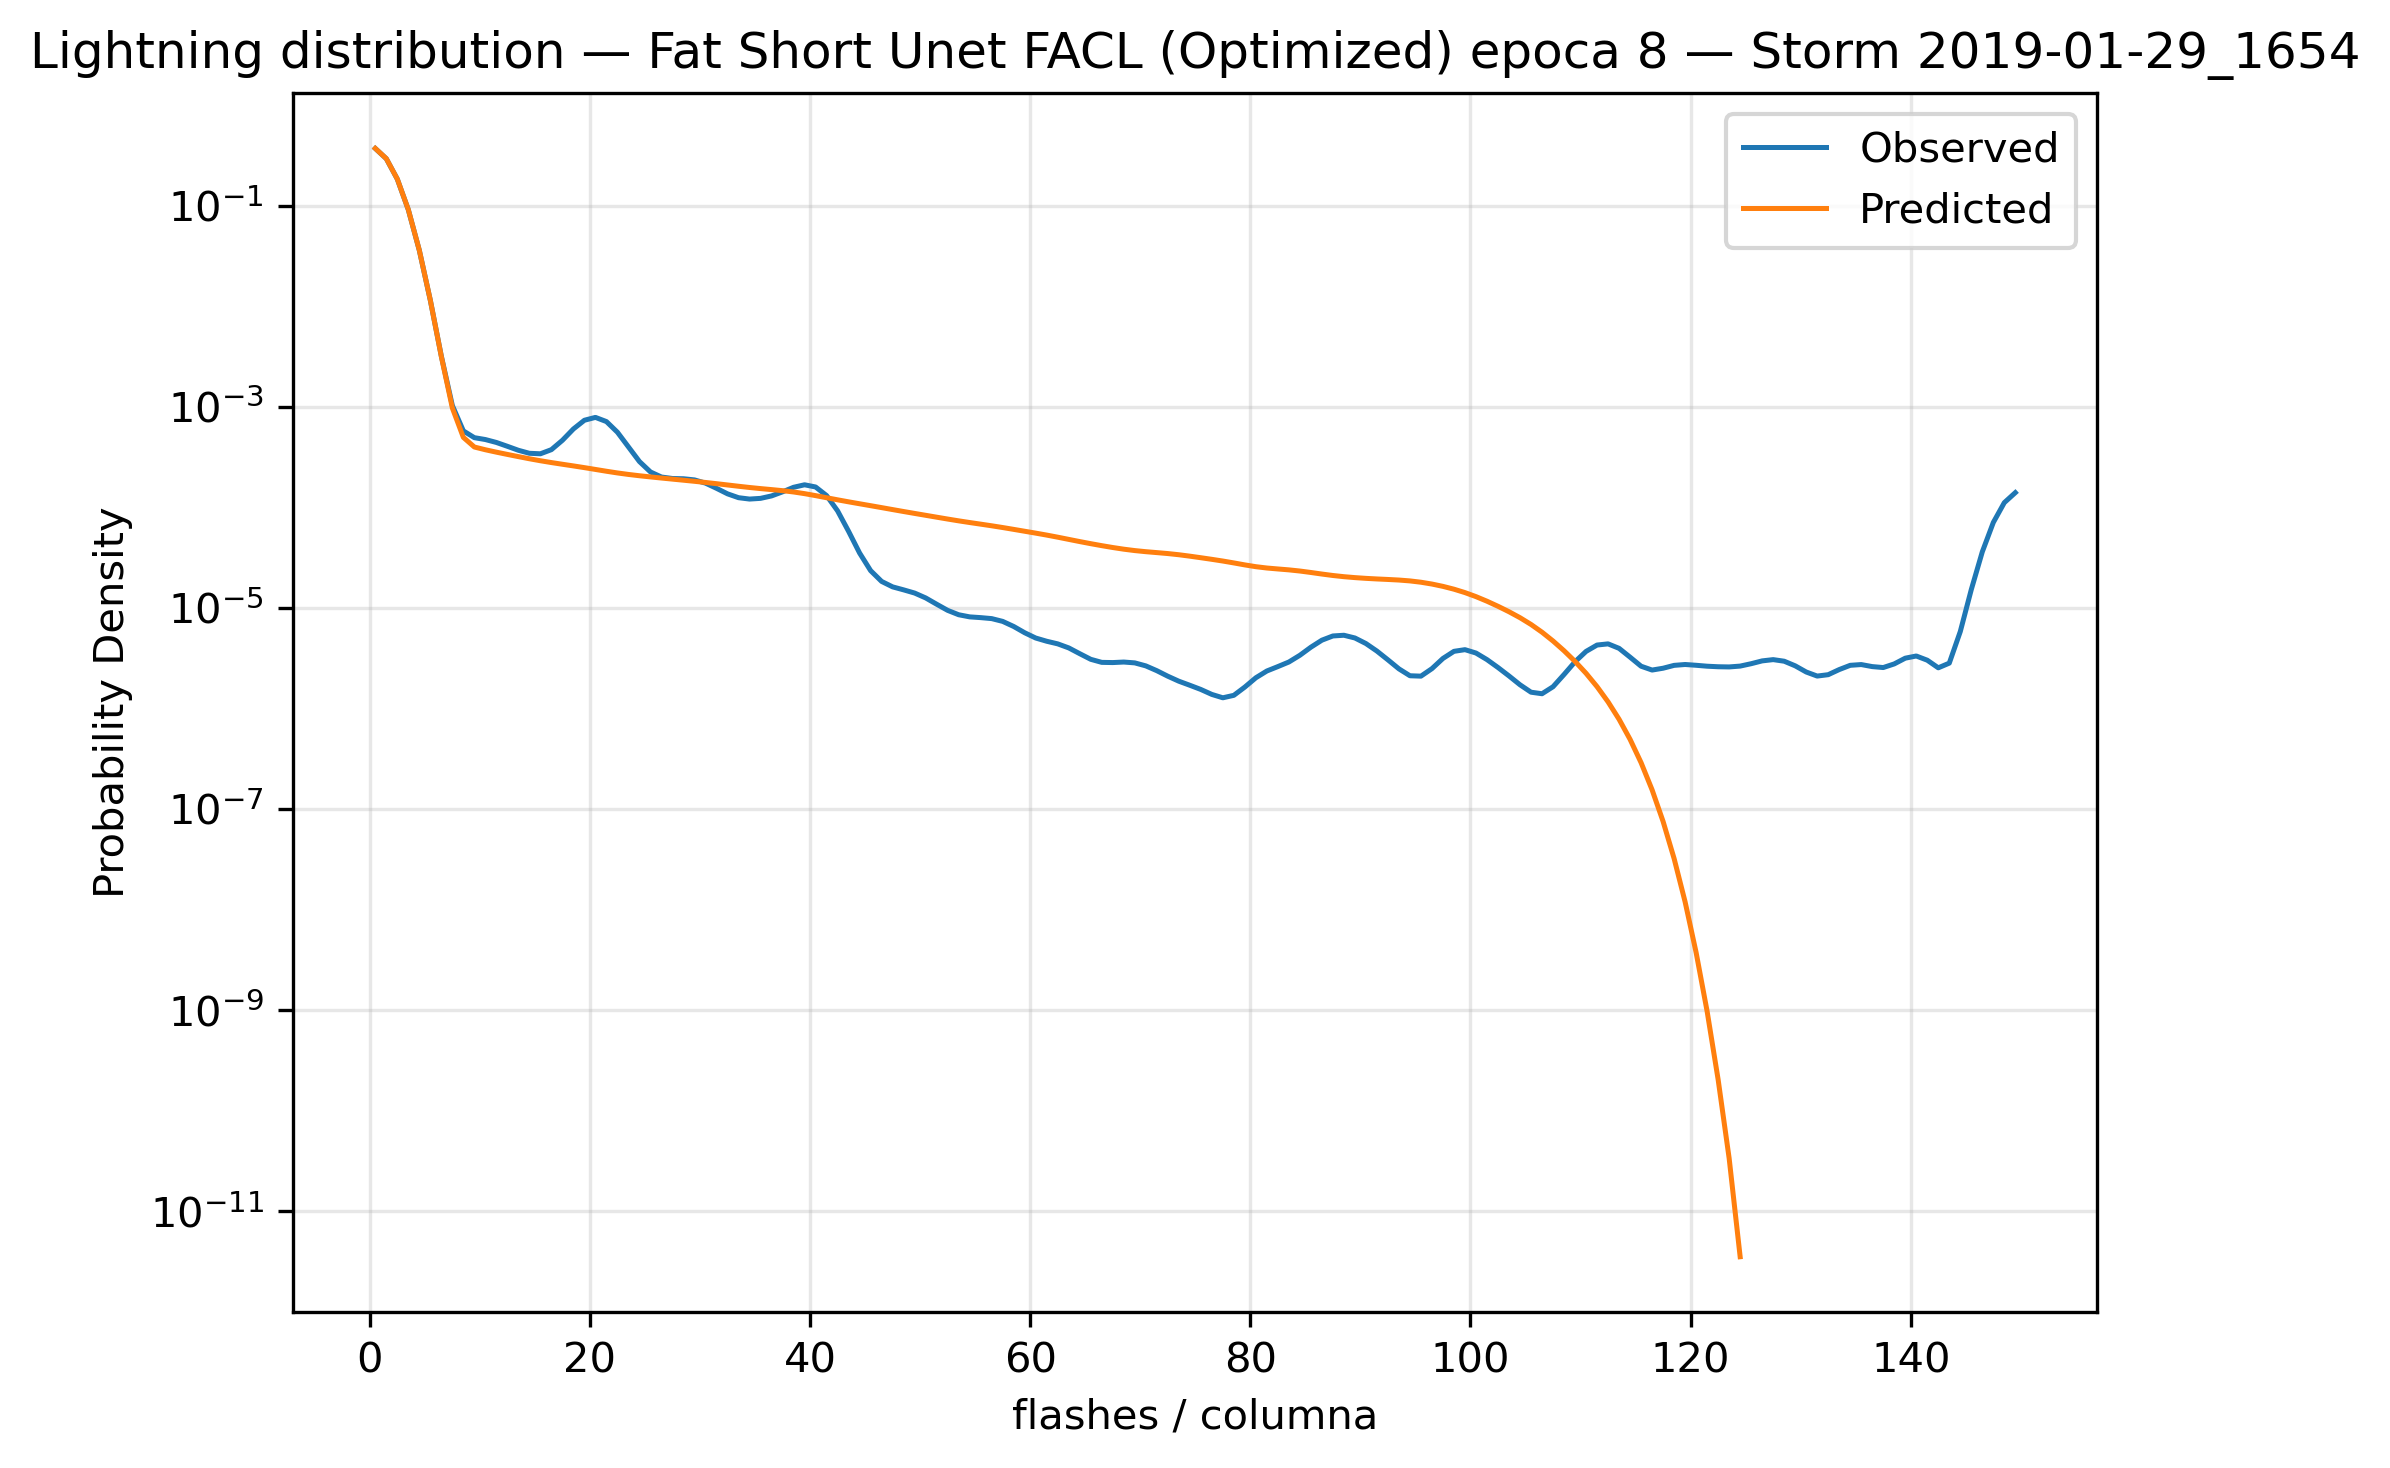 Lightning distribution — Fat Short Unet FACL (Optimized) epoca 8 — Storm 2019-01-29_1654
Observed
Predicted
Probability Density
10⁻¹
10⁻³
10⁻⁵
10⁻⁷
10⁻⁹
10⁻¹¹
0 20 40 60 80 100 120 140
flashes / columna